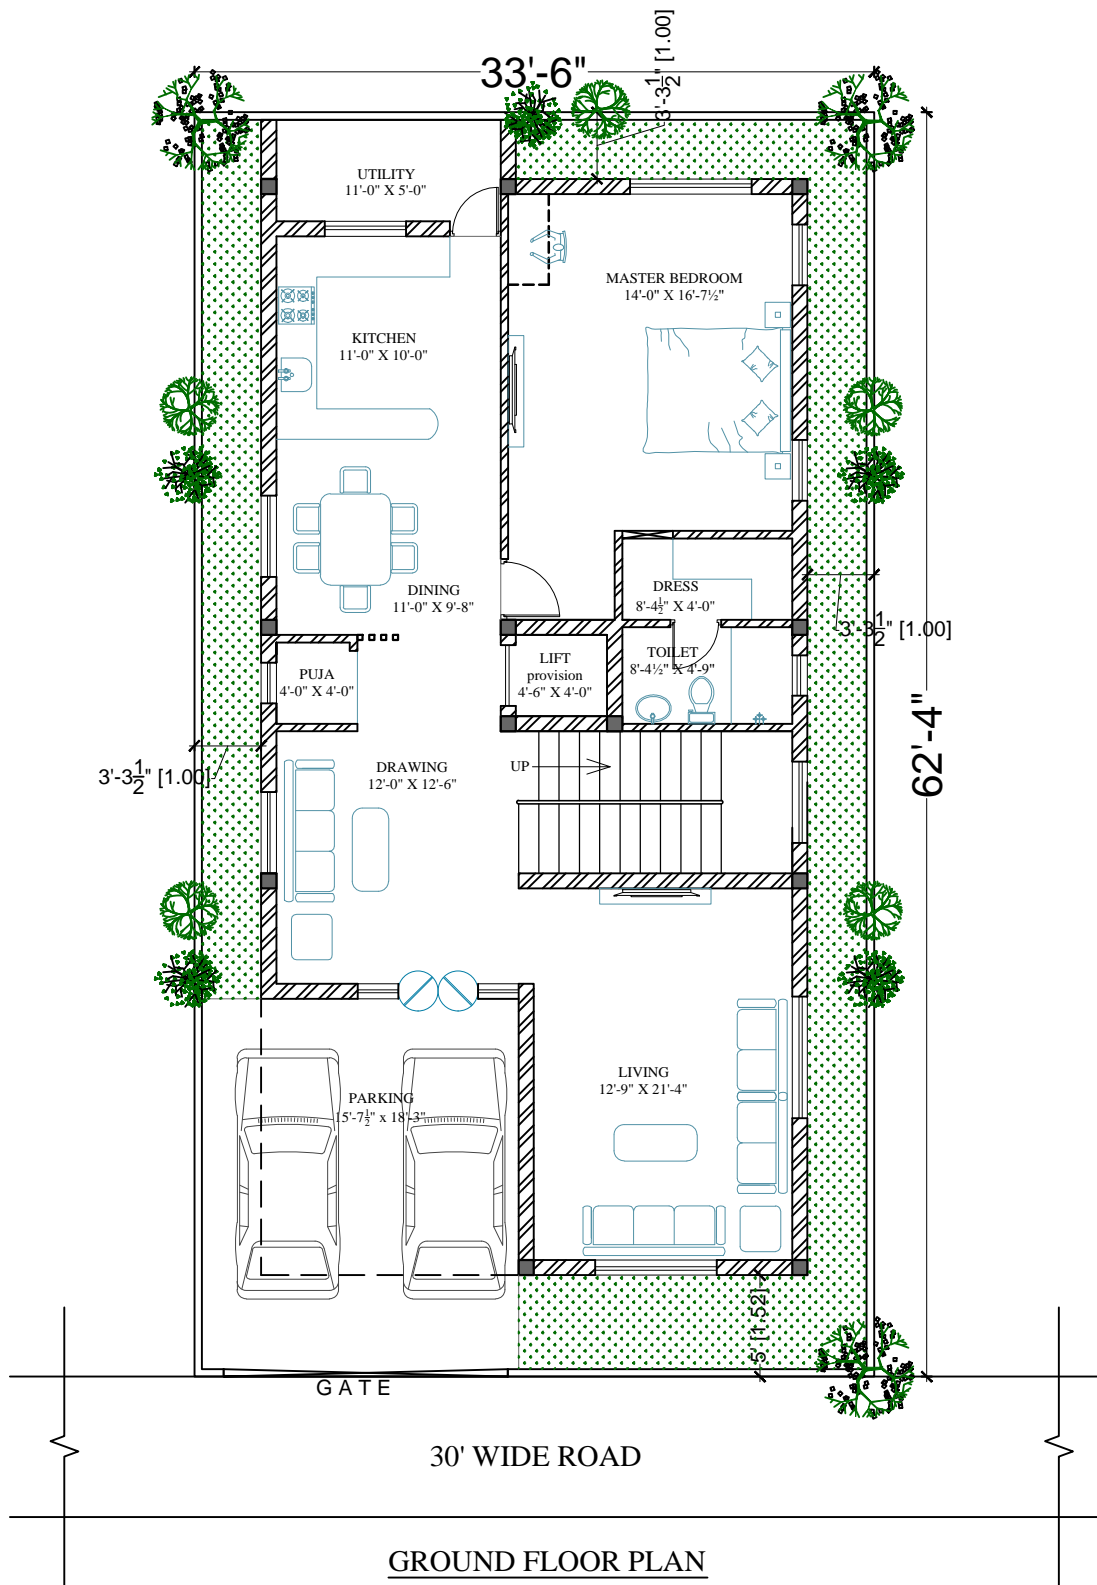 33'-6"
3'-3½" [1.00]
UTILITY
11'-0" X 5'-0"
MASTER BEDROOM
14'-0" X 16'-7½"
KITCHEN
11'-0" X 10'-0"
DINING
11'-0" X 9'-8"
DRESS
8'-4½" X 4'-0"
3'-3½" [1.00]
TOILET
8'-4½" X 4'-9"
LIFT
provision
4'-6" X 4'-0"
PUJA
4'-0" X 4'-0"
62'-4"
3'-3½" [1.00]
DRAWING
12'-0" X 12'-6"
UP
LIVING
12'-9" X 21'-4"
PARKING
15'-7½" x 18'-3"
5' [1.52]
GATE
30' WIDE ROAD
GROUND FLOOR PLAN